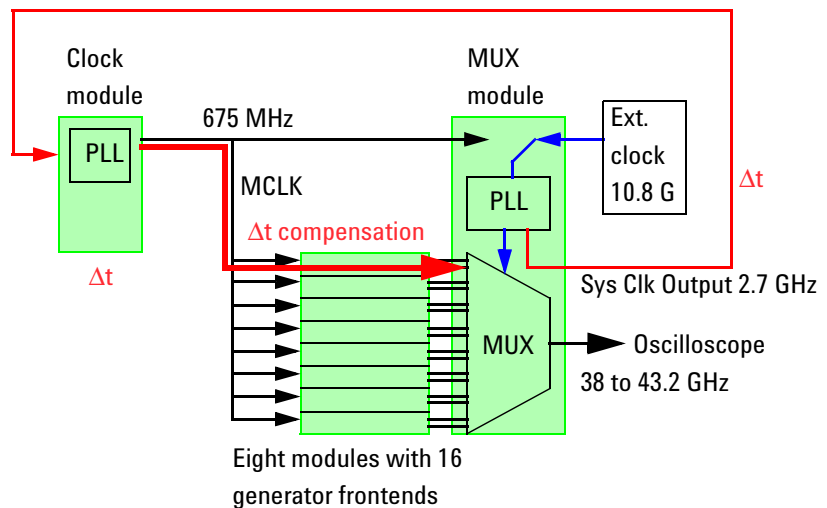 Clock
module
MUX
module
675 MHz
Ext.
clock
10.8 G
PLL
MCLK
PLL
Δt
Δt compensation
Δt
Sys Clk Output 2.7 GHz
MUX
Oscilloscope
38 to 43.2 GHz
Eight modules with 16
generator frontends